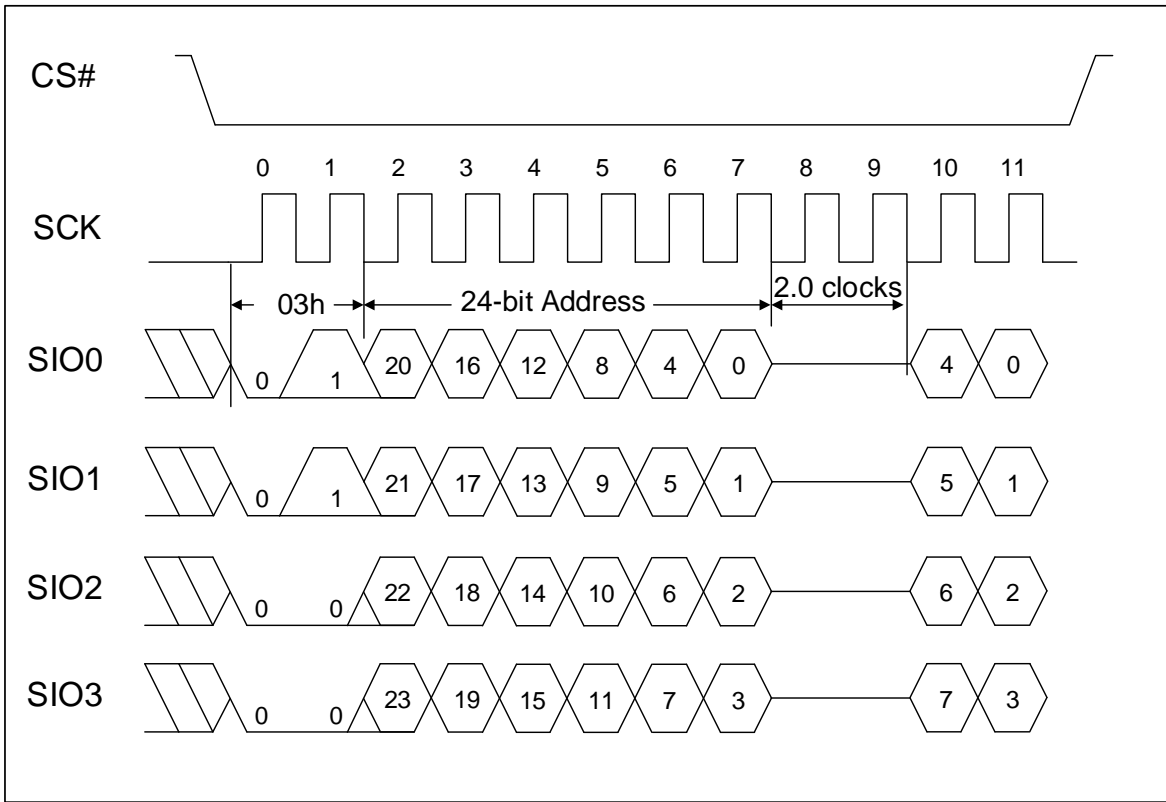 CS#
0 1 2 3 4 5 6 7 8 9 10 11
SCK
03h 24-bit Address 2.0 clocks
SIO0 0 1 20 16 12 8 4 0 4 0
SIO1 0 1 21 17 13 9 5 1 5 1
SIO2 0 0 22 18 14 10 6 2 6 2
SIO3 0 0 23 19 15 11 7 3 7 3